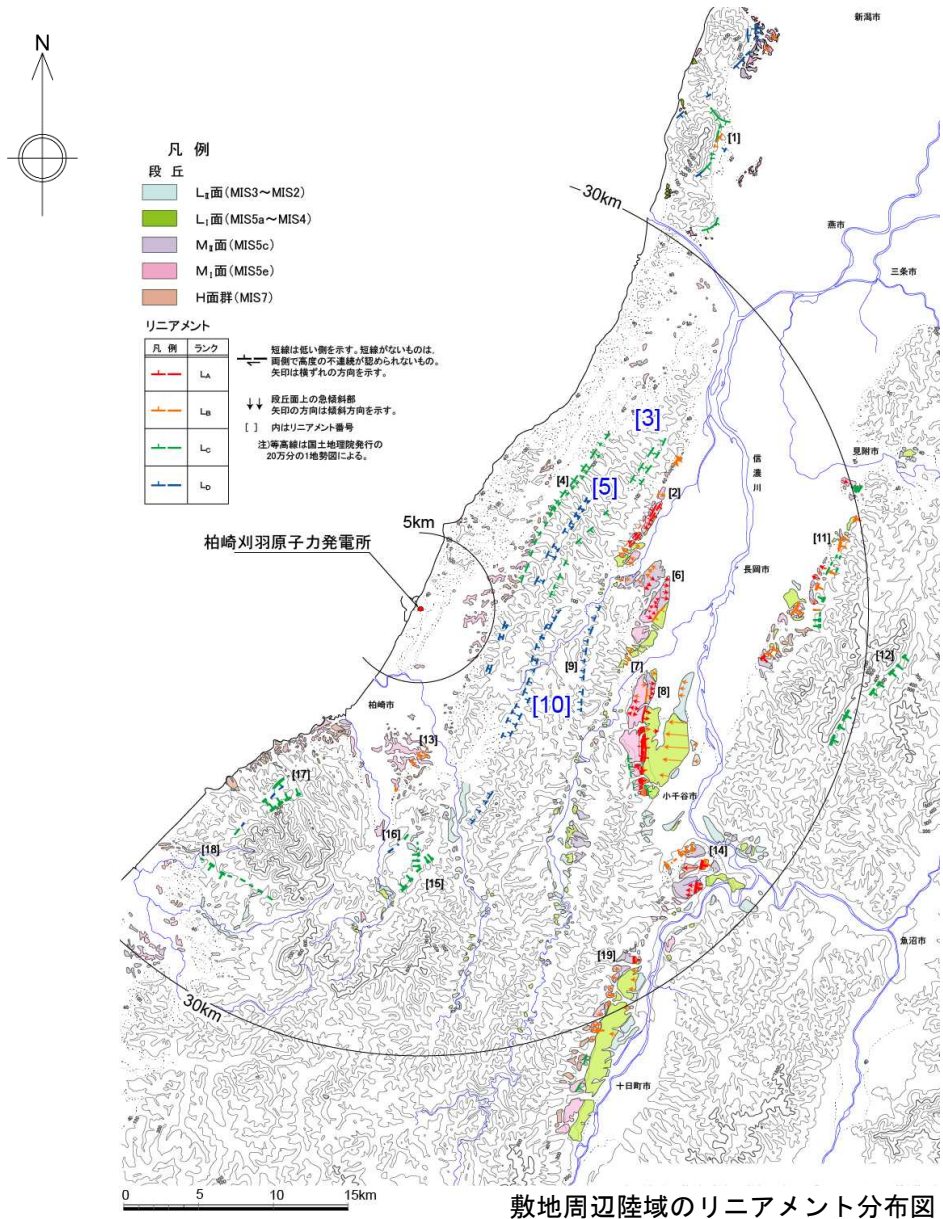 新潟市
N
凡 例
段 丘
LⅡ面(MIS3～MIS2)
LⅠ面(MIS5a～MIS4)
MⅡ面(MIS5c)
MⅠ面(MIS5e)
H面群(MIS7)
リニアメント
凡 例 ランク
LA
LB
LC
LD
短線は低い側を示す。短線がないものは、
両側で高度の不連続が認められないもの。
矢印は横ずれの方向を示す。
段丘面上の急傾斜部
矢印の方向は傾斜方向を示す。
[ ] 内はリニアメント番号
注)等高線は国土地理院発行の
20万分の1地勢図による。
[1]
30km
燕市
三条市
[3]
見附市
信濃川
[4]
[5]
[2]
5km
柏崎刈羽原子力発電所
[11]
長岡市
[6]
[12]
[9]
[7]
[8]
[10]
柏崎市
[13]
[17]
小千谷市
[16]
[18]
[14]
[15]
魚沼市
[19]
30km
十日町市
0 5 10 15km
敷地周辺陸域のリニアメント分布図